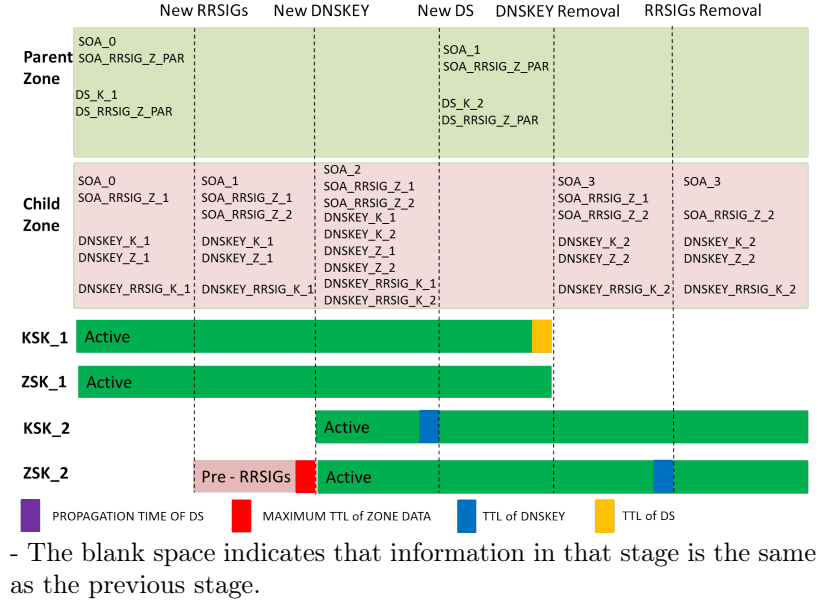 New RRSIGs New DNSKEY New DS DNSKEY Removal RRSIGs Removal
Parent Zone
SOA_0
SOA_RRSIG_Z_PAR
DS_K_1
DS_RRSIG_Z_PAR
SOA_1
SOA_RRSIG_Z_PAR
DS_K_2
DS_RRSIG_Z_PAR
Child Zone
SOA_0
SOA_RRSIG_Z_1
DNSKEY_K_1
DNSKEY_Z_1
DNSKEY_RRSIG_K_1
SOA_1
SOA_RRSIG_Z_1
SOA_RRSIG_Z_2
DNSKEY_K_1
DNSKEY_Z_1
DNSKEY_RRSIG_K_1
SOA_2
SOA_RRSIG_Z_1
SOA_RRSIG_Z_2
DNSKEY_K_1
DNSKEY_K_2
DNSKEY_Z_1
DNSKEY_Z_2
DNSKEY_RRSIG_K_1
DNSKEY_RRSIG_K_2
SOA_3
SOA_RRSIG_Z_1
SOA_RRSIG_Z_2
DNSKEY_K_2
DNSKEY_Z_2
DNSKEY_RRSIG_K_2
SOA_3
SOA_RRSIG_Z_2
DNSKEY_K_2
DNSKEY_Z_2
DNSKEY_RRSIG_K_2
KSK_1 Active
ZSK_1 Active
KSK_2 Active
ZSK_2 Pre - RRSIGs Active
PROPAGATION TIME OF DS MAXIMUM TTL of ZONE DATA TTL of DNSKEY TTL of DS
- The blank space indicates that information in that stage is the same
as the previous stage.